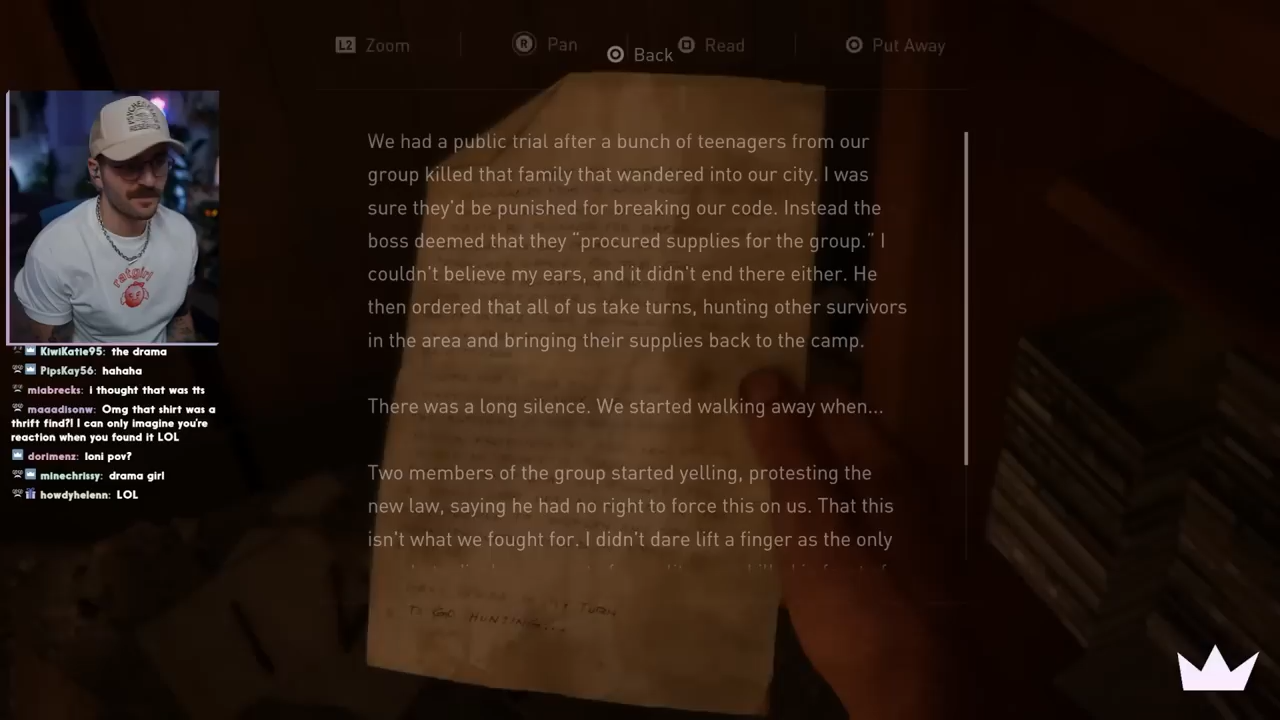 L2 Zoom
R Pan
Back
Read
Put Away
We had a public trial after a bunch of teenagers from our
group killed that family that wandered into our city. I was
sure they'd be punished for breaking our code. Instead the
boss deemed that they "procured supplies for the group." I
couldn't believe my ears, and it didn't end there either. He
then ordered that all of us take turns, hunting other survivors
in the area and bringing their supplies back to the camp.
There was a long silence. We started walking away when...
Two members of the group started yelling, protesting the
new law, saying he had no right to force this on us. That this
isn't what we fought for. I didn't dare lift a finger as the only
TURN
TO GO HUNTING...
ratgirl
KiwiKatie95: the drama
PipsKay56: hahaha
miabrecks: i thought that was tts
maaadisonw: Omg that shirt was a
thrift find?! I can only imagine you're
reaction when you found it LOL
dorimenz: loni pov?
minechrissy: drama girl
howdyhelenn: LOL